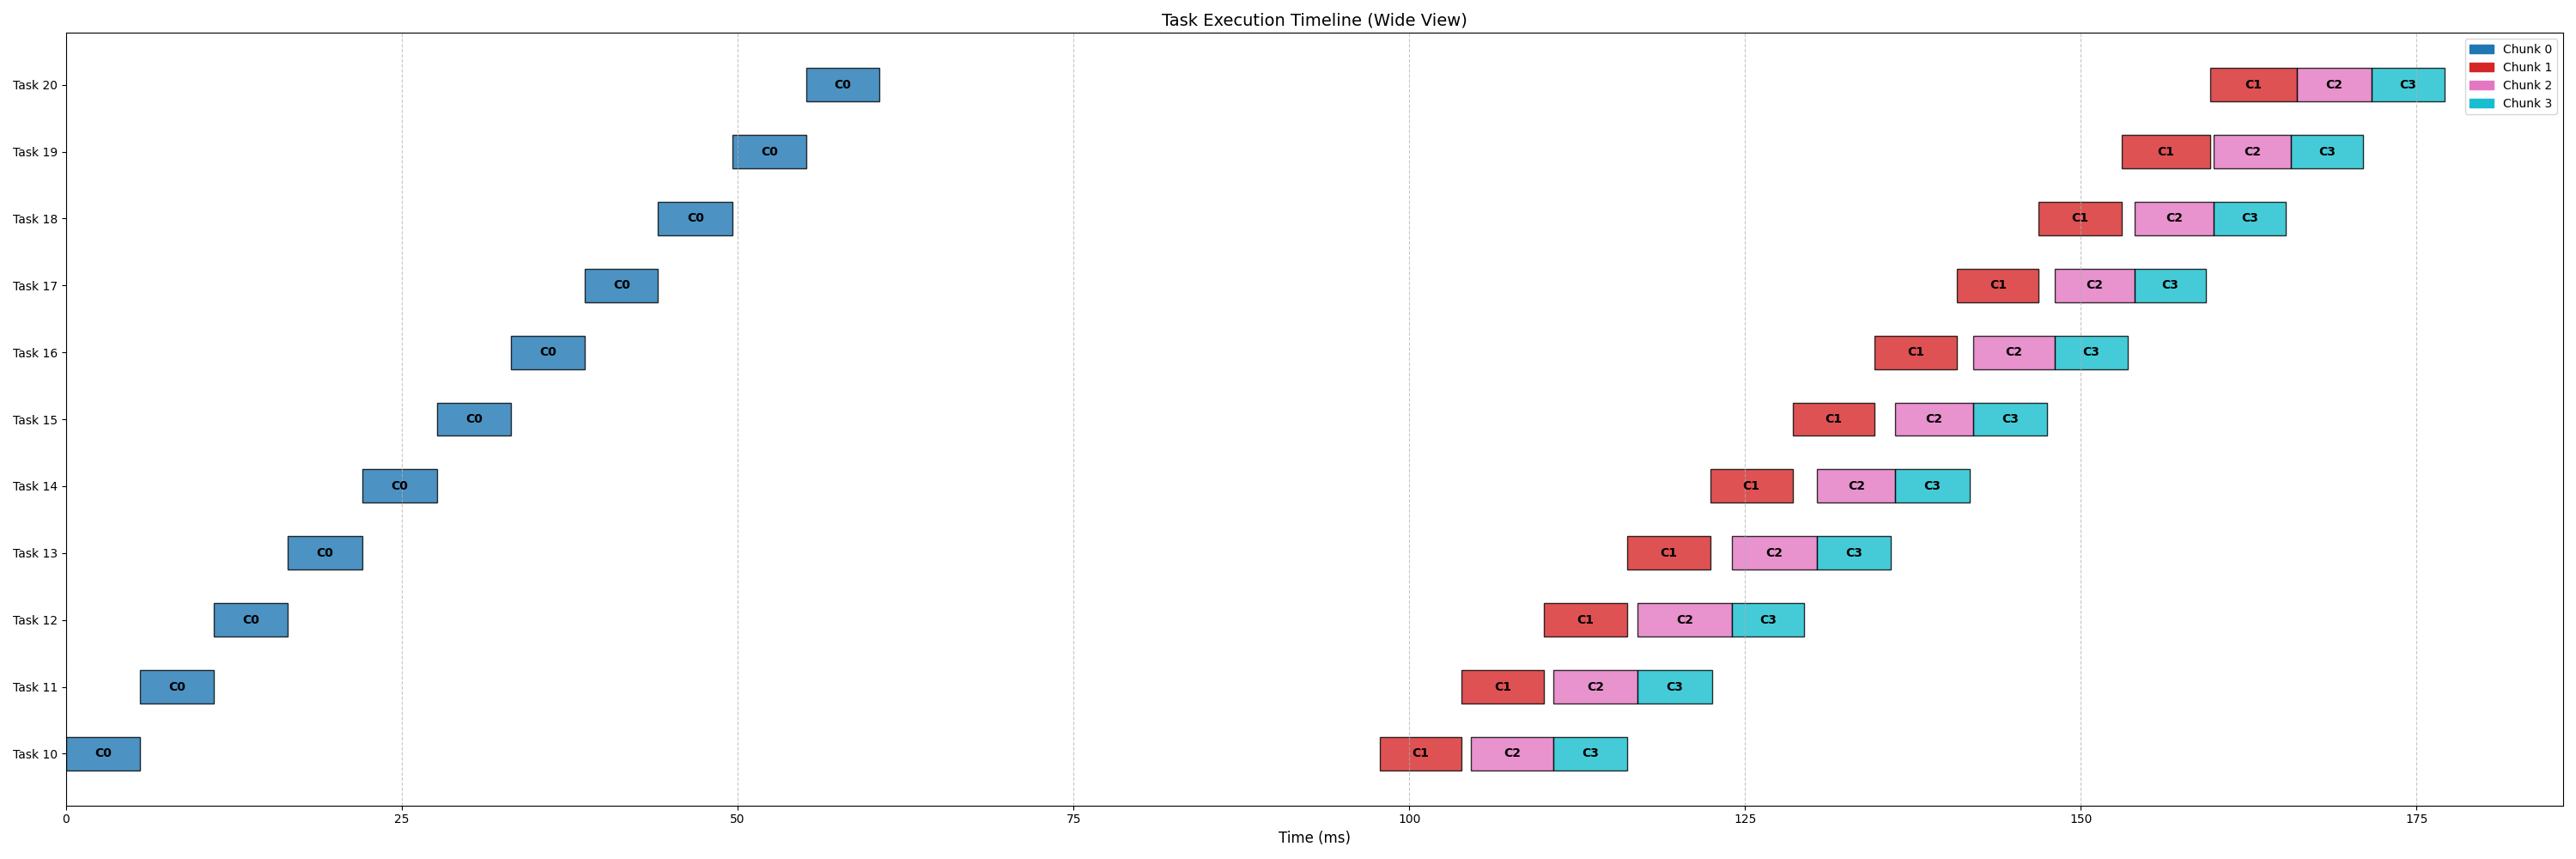 Task Execution Timeline (Wide View)
Chunk 0
Chunk 1
Chunk 2
Chunk 3
Task 20 C0 C1 C2 C3
Task 19 C0 C1 C2 C3
Task 18 C0 C1 C2 C3
Task 17 C0 C1 C2 C3
Task 16 C0 C1 C2 C3
Task 15 C0 C1 C2 C3
Task 14 C0 C1 C2 C3
Task 13 C0 C1 C2 C3
Task 12 C0 C1 C2 C3
Task 11 C0 C1 C2 C3
Task 10 C0 C1 C2 C3
0 25 50 75 100 125 150 175
Time (ms)